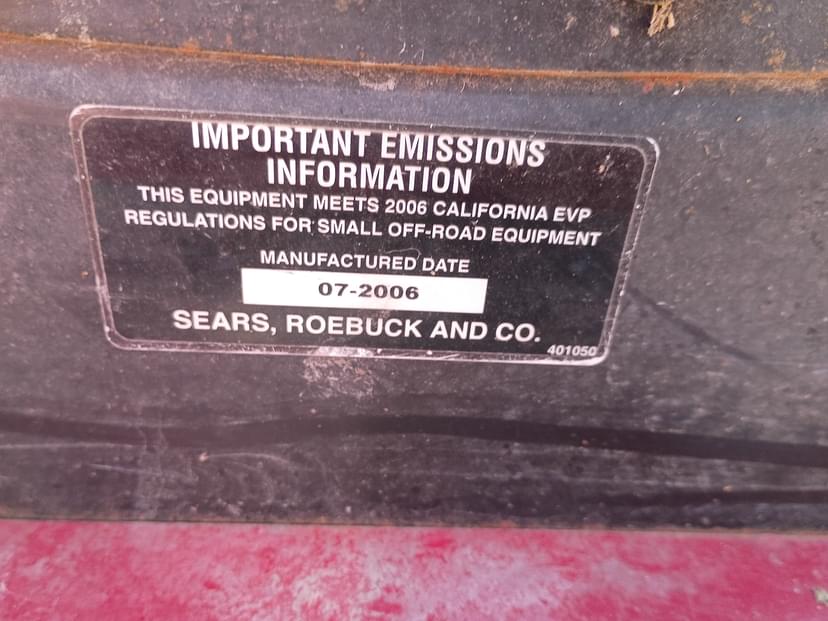 IMPORTANT EMISSIONS
INFORMATION
THIS EQUIPMENT MEETS 2006 CALIFORNIA EVP
REGULATIONS FOR SMALL OFF-ROAD EQUIPMENT
MANUFACTURED DATE
07-2006
SEARS, ROEBUCK AND CO.
401050